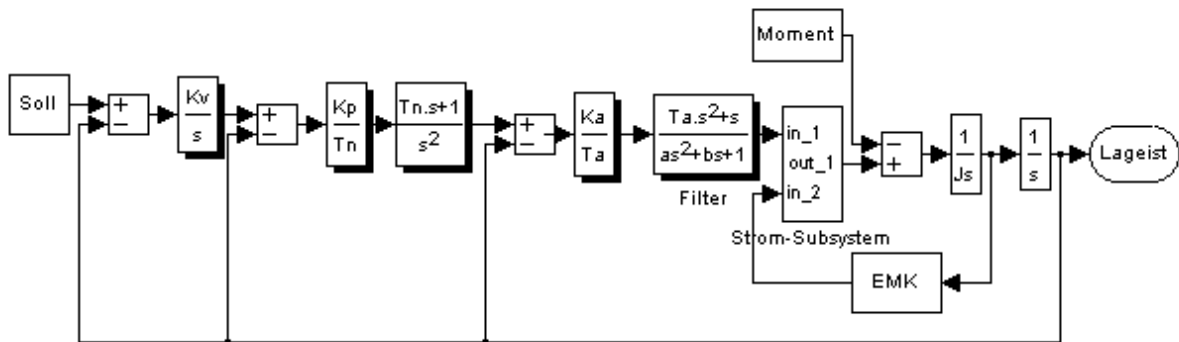 Soll
+
−
Kv
s
+
−
Kp
Tn
Tn.s+1
s²
+
−
Ka
Ta
Ta.s²+s
as²+bs+1
Filter
Moment
in_1
out_1
in_2
Strom-Subsystem
−
+
1
Js
1
s
Lageist
EMK